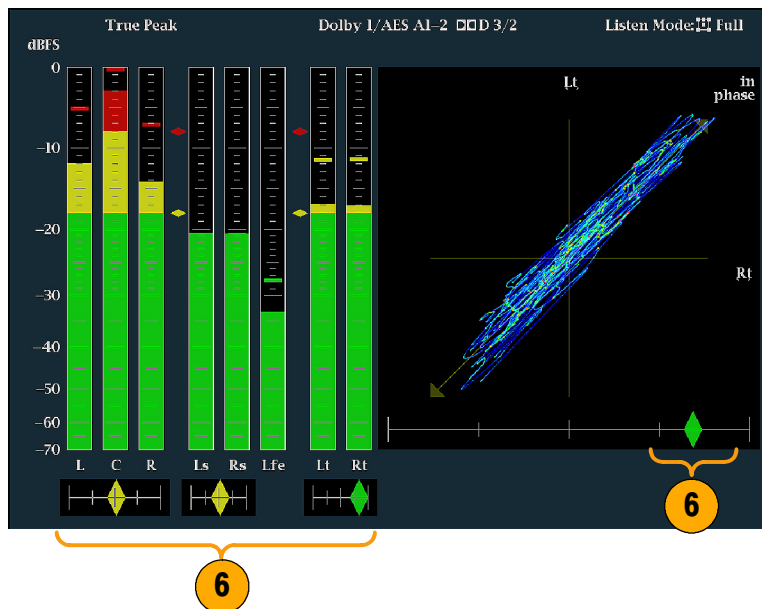 True Peak Dolby 1/AES A1-2 ▯▯D 3/2 Listen Mode: Full
dBFS
0
Lt
in
phase
-10
-20
Rt
-30
-40
-50
-60
-70
L C R Ls Rs Lfe Lt Rt
6
6